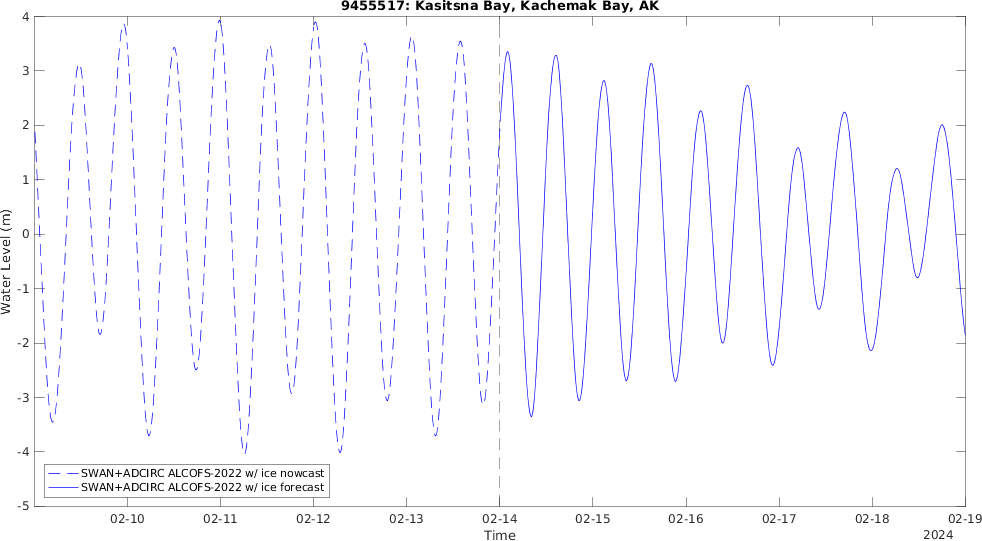 9455517: Kasitsna Bay, Kachemak Bay, AK
4
3
2
1
0
-1
-2
-3
-4
-5
Water Level (m)
SWAN+ADCIRC ALCOFS-2022 w/ ice nowcast
SWAN+ADCIRC ALCOFS-2022 w/ ice forecast
02-10 02-11 02-12 02-13 02-14 02-15 02-16 02-17 02-18 02-19
Time
2024